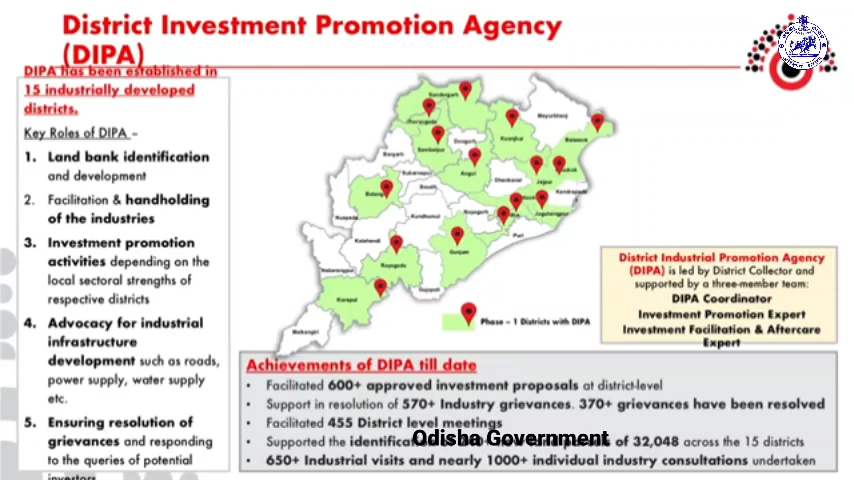 District Investment Promotion Agency
(DIPA)
DIPA has been established in
15 industrially developed
districts.
Key Roles of DIPA –
1. Land bank identification
and development
2. Facilitation & handholding
of the industries
3. Investment promotion
activities depending on the
local sectoral strengths of
respective districts
4. Advocacy for industrial
infrastructure
development such as roads,
power supply, water supply
etc.
5. Ensuring resolution of
grievances and responding
to the queries of potential
investors
Sundergarh
Jharsuguda
Sambalpur
Deogarh
Keonjhar
Mayurbhanj
Balasore
Bargarh
Subarnapur
Angul
Dhenkanal
Jajpur
Kendrapada
Boudh
Nuapada
Kandhamal
Nayagarh
Jagatsinghpur
Puri
Kalahandi
Ganjam
Rayagada
Nabarangpur
Gajapati
Koraput
Malkangiri
Phase – 1 Districts with DIPA
District Industrial Promotion Agency
(DIPA) is led by District Collector and
supported by a three-member team:
DIPA Coordinator
Investment Promotion Expert
Investment Facilitation & Aftercare
Expert
Achievements of DIPA till date
• Facilitated 600+ approved investment proposals at district-level
• Support in resolution of 570+ Industry grievances. 370+ grievances have been resolved
• Facilitated 455 District level meetings
• Supported the of 32,048 across the 15 districts
Odisha Government
• 650+ Industrial visits and nearly 1000+ individual industry consultations undertaken